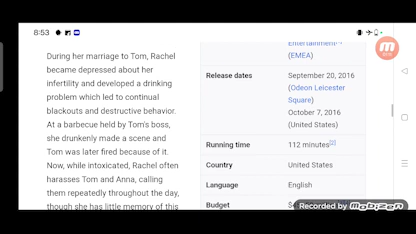 8:53
During her marriage to Tom, Rachel
became depressed about her
infertility and developed a drinking
problem which led to continual
blackouts and destructive behavior.
At a barbecue held by Tom's boss,
she drunkenly made a scene and
Tom was later fired because of it.
Now, while intoxicated, Rachel often
harasses Tom and Anna, calling
them repeatedly throughout the day,
though she has little memory of this
Entertainment
(EMEA)
Release dates
September 20, 2016
(Odeon Leicester
Square)
October 7, 2016
(United States)
Running time
112 minutes[2]
Country
United States
Language
English
Budget
Recorded by Mobizen